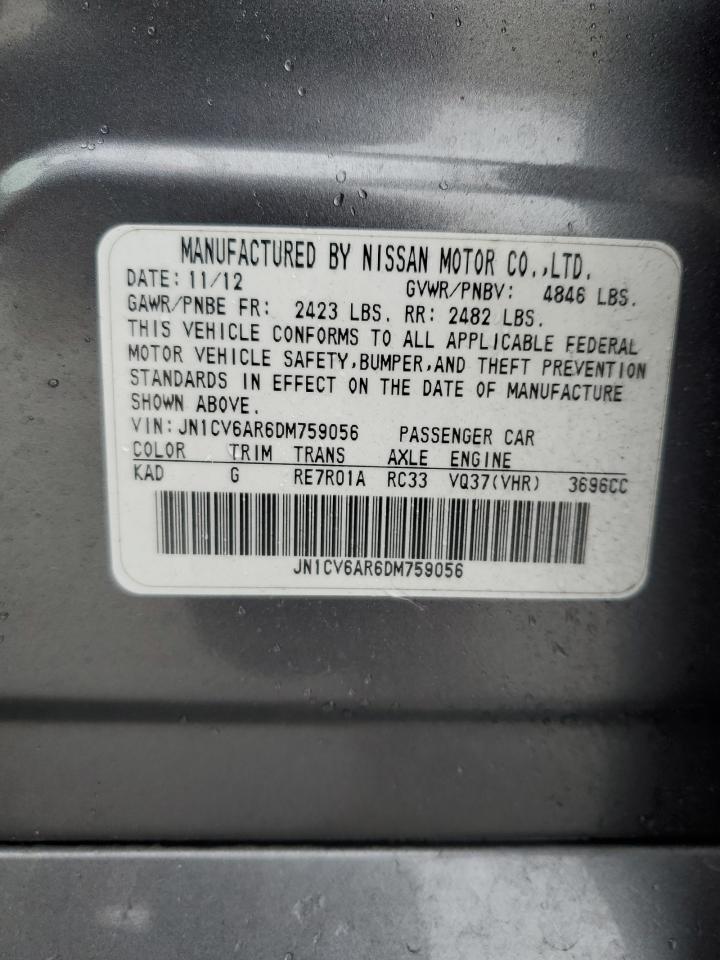 MANUFACTURED BY NISSAN MOTOR CO.,LTD.
DATE: 11/12 GVWR/PNBV: 4846 LBS.
GAWR/PNBE FR: 2423 LBS. RR: 2482 LBS.
THIS VEHICLE CONFORMS TO ALL APPLICABLE FEDERAL
MOTOR VEHICLE SAFETY,BUMPER,AND THEFT PREVENTION
STANDARDS IN EFFECT ON THE DATE OF MANUFACTURE
SHOWN ABOVE.
VIN: JN1CV6AR6DM759056 PASSENGER CAR
COLOR TRIM TRANS AXLE ENGINE
KAD G RE7R01A RC33 VQ37(VHR) 3696CC
JN1CV6AR6DM759056